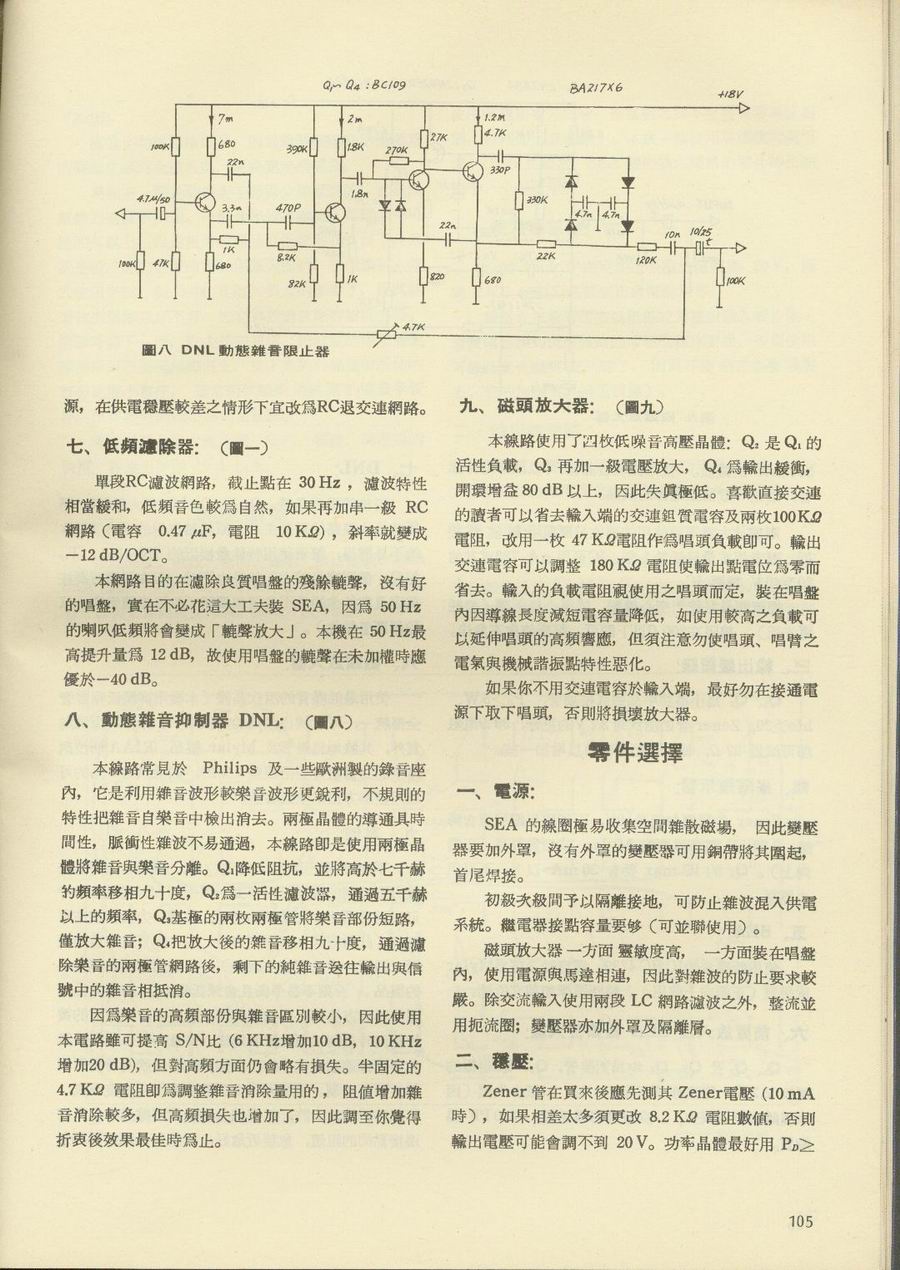 Q₁~Q₄ :BC109
BA217X6
+18V
7m
2m
1.2m
100K
680
22n
390K
1.8K
270K
27K
4.7K
330P
4.7μ/50
3.3n
470P
1.8n
330K
4.7n
4.7n
22n
10n
10/25
t
1K
8.2K
22K
120K
100K
47K
680
82K
1K
820
680
100K
4.7K
圖八 DNL動態雜音限止器
源，在供電穩壓較差之情形下宜改爲RC退交連網路。
七、低頻濾除器：（圖一）
單段RC濾波網路，截止點在 30 Hz ，濾波特性
相當緩和，低頻音色較爲自然，如果再加串一級 RC
網路（電容 0.47 μF，電阻 10 KΩ），斜率就變成
－12 dB/OCT。
本網路目的在濾除良質唱盤的殘餘轆聲，沒有好
的唱盤，實在不必花這大工夫裝 SEA，因爲 50 Hz
的喇叭低頻將會變成「轆聲放大」。本機在 50 Hz最
高提升量爲 12 dB，故使用唱盤的轆聲在未加權時應
優於－40 dB。
八、動態雜音抑制器 DNL：（圖八）
本線路常見於 Philips 及一些歐洲製的錄音座
內，它是利用雜音波形較樂音波形更銳利，不規則的
特性把雜音自樂音中檢出消去。兩極晶體的導通具時
間性，脈衝性雜波不易通過，本線路卽是使用兩極晶
體將雜音與樂音分離。Q₁降低阻抗，並將高於七千赫
的頻率移相九十度，Q₂爲一活性濾波器，通過五千赫
以上的頻率，Q₃基極的兩枚兩極管將樂音部份短路，
僅放大雜音；Q₄把放大後的雜音移相九十度，通過濾
除樂音的兩極管網路後，剩下的純雜音送往輸出與信
號中的雜音相抵消。
因爲樂音的高頻部份與雜音區別較小，因此使用
本電路雖可提高 S/N比 (6 KHz增加10 dB，10 KHz
增加20 dB)，但對高頻方面仍會略有損失。半固定的
4.7 KΩ 電阻卽爲調整雜音消除量用的，阻值增加雜
音消除較多，但高頻損失也增加了，因此調至你覺得
折衷後效果最佳時爲止。
九、磁頭放大器：（圖九）
本線路使用了四枚低噪音高壓晶體：Q₂ 是 Q₁ 的
活性負載，Q₃ 再加一級電壓放大，Q₄ 爲輸出緩衝，
開環增益 80 dB 以上，因此失眞極低。喜歡直接交連
的讀者可以省去輸入端的交連鉭質電容及兩枚100KΩ
電阻，改用一枚 47 KΩ電阻作爲唱頭負載卽可。輸出
交連電容可以調整 180 KΩ 電阻使輸出點電位爲零而
省去。輸入的負載電阻視使用之唱頭而定，裝在唱盤
內因導線長度減短電容量降低，如使用較高之負載可
以延伸唱頭的高頻響應，但須注意勿使唱頭、唱臂之
電氣與機械諧振點特性惡化。
如果你不用交連電容於輸入端，最好勿在接通電
源下取下唱頭，否則將損壞放大器。
零件選擇
一、電源：
SEA 的線圈極易收集空間雜散磁場，因此變壓
器要加外罩，沒有外罩的變壓器可用銅帶將其圈起，
首尾焊接。
初級次級間予以隔離接地，可防止雜波混入供電
系統。繼電器接點容量要够（可並聯使用）。
磁頭放大器一方面 靈敏度高，一方面裝在唱盤
內，使用電源與馬達相連，因此對雜波的防止要求較
嚴。除交流輸入使用兩段 LC 網路濾波之外，整流並
用扼流圈；變壓器亦加外罩及隔離層。
二、穩壓：
Zener 管在買來後應先測其 Zener電壓 (10 mA
時），如果相差太多須更改 8.2 KΩ 電阻數值，否則
輸出電壓可能會調不到 20 V。功率晶體最好用 P_D≥
105